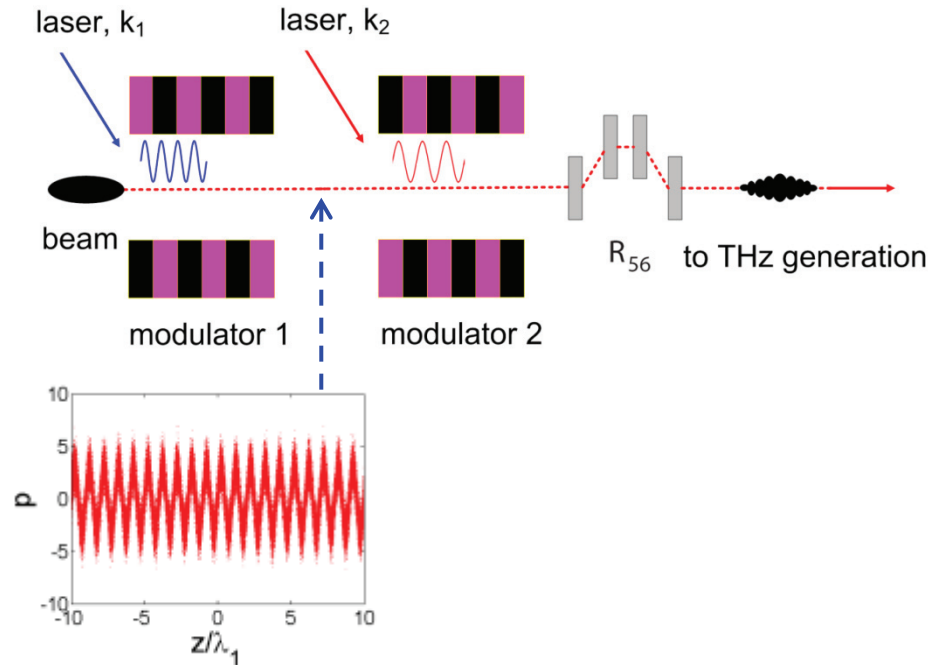 laser, k₁
laser, k₂
beam
R₅₆
to THz generation
modulator 1
modulator 2
10
5
0
-5
-10
p
-10
-5
0
5
10
z/λ₁